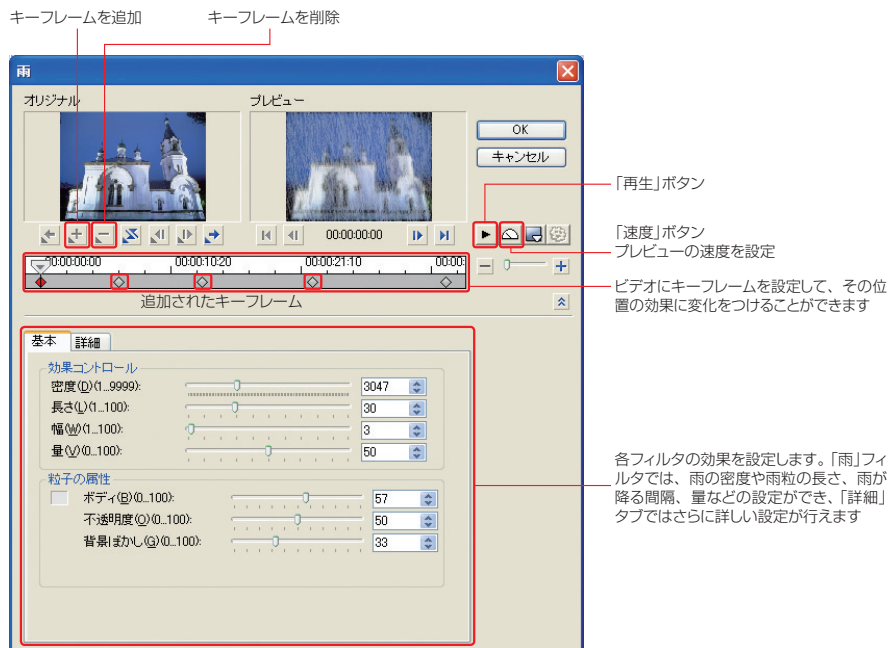 キーフレームを追加
キーフレームを削除
雨
オリジナル
プレビュー
OK
キャンセル
「再生」ボタン
「速度」ボタン
プレビューの速度を設定
00:00:00:00
00:00:00:00
00:00:10:20
00:00:21:10
00:00:
追加されたキーフレーム
ビデオにキーフレームを設定して、その位
置の効果に変化をつけることができます
基本
詳細
効果コントロール
密度(D)(1...9999):
3047
長さ(L)(1...100):
30
幅(W)(1...100):
3
量(V)(0...100):
50
粒子の属性
ボディ(B)(0...100):
57
不透明度(O)(0...100):
50
背景ぼかし(G)(0...100):
33
各フィルタの効果を設定します。「雨」フィ
ルタでは、雨の密度や雨粒の長さ、雨が
降る間隔、量などの設定ができ、「詳細」
タブではさらに詳しい設定が行えます